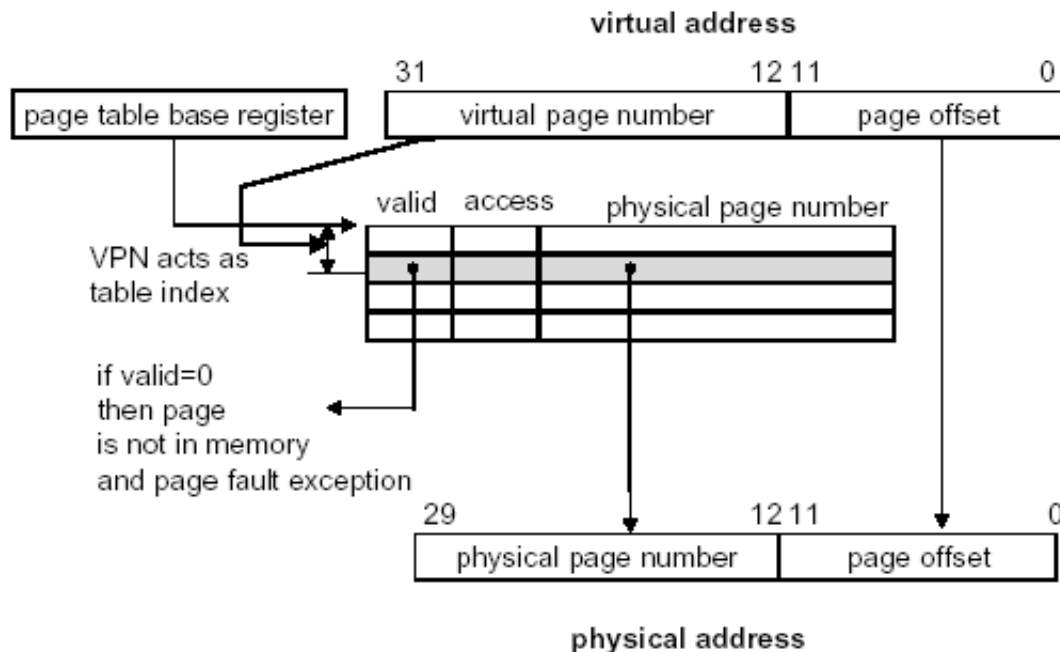 virtual address
31 12 11 0
page table base register
virtual page number page offset
valid access physical page number
VPN acts as
table index
if valid=0
then page
is not in memory
and page fault exception
29 12 11 0
physical page number page offset
physical address